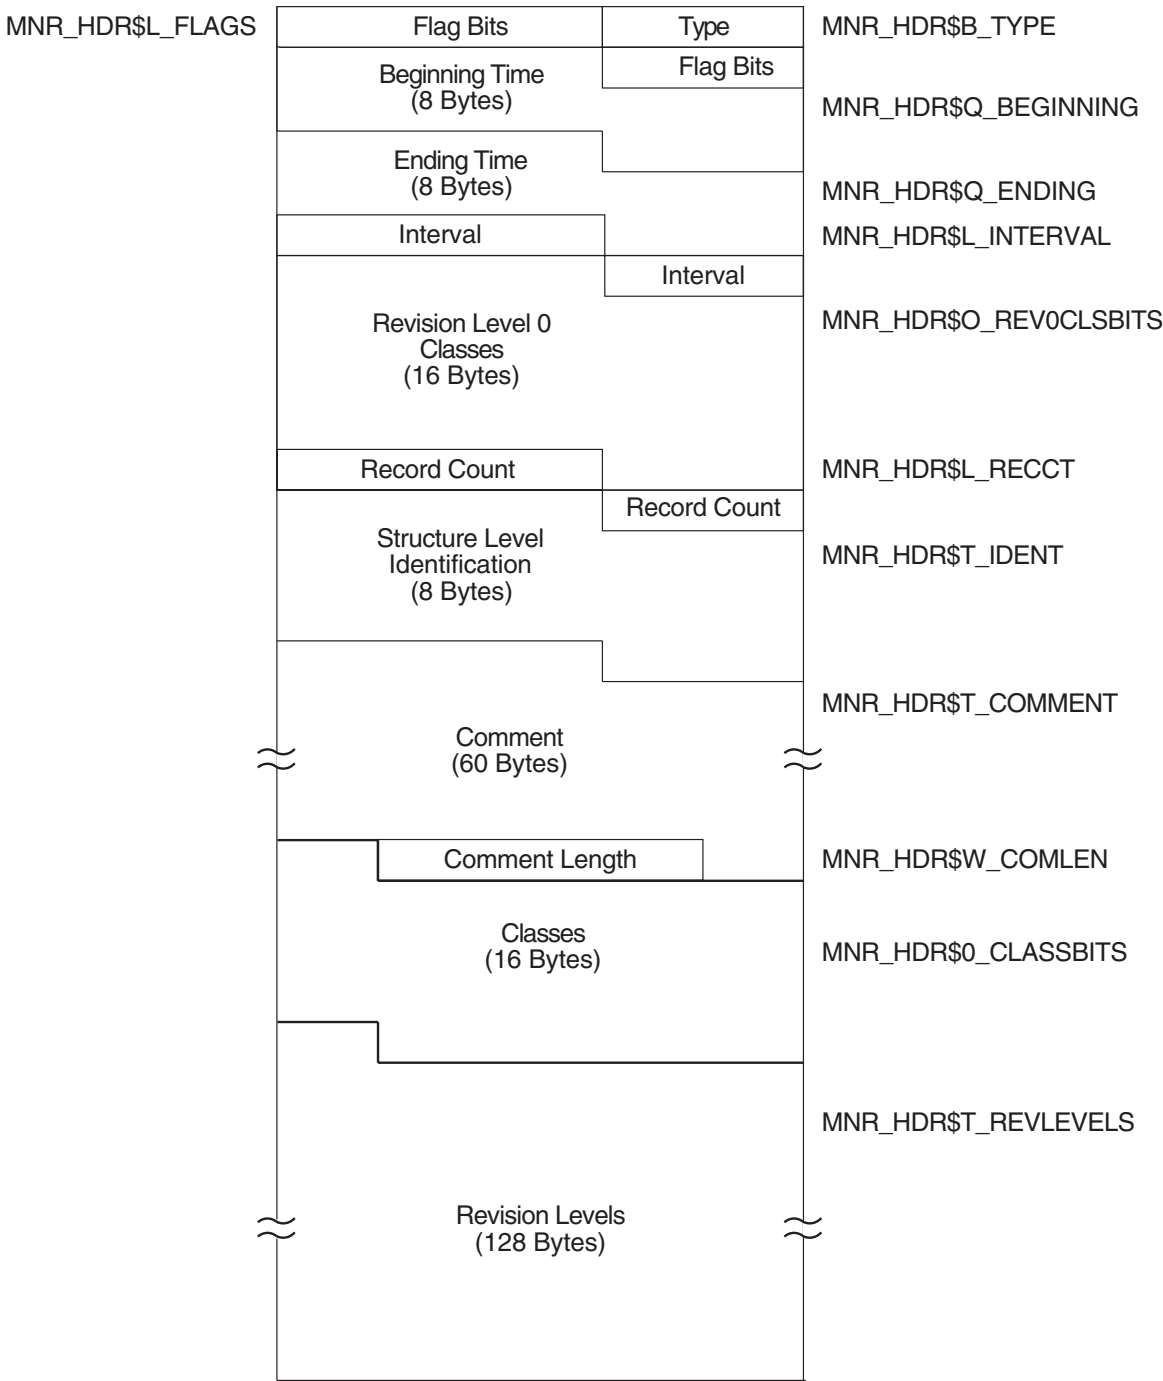 MNR_HDR$L_FLAGS Flag Bits Type MNR_HDR$B_TYPE
Flag Bits
Beginning Time
(8 Bytes)
MNR_HDR$Q_BEGINNING
Ending Time
(8 Bytes)
MNR_HDR$Q_ENDING
Interval MNR_HDR$L_INTERVAL
Interval
Revision Level 0
Classes
(16 Bytes)
MNR_HDR$O_REV0CLSBITS
Record Count MNR_HDR$L_RECCT
Record Count
Structure Level
Identification
(8 Bytes)
MNR_HDR$T_IDENT
MNR_HDR$T_COMMENT
Comment
(60 Bytes)
Comment Length MNR_HDR$W_COMLEN
Classes
(16 Bytes)
MNR_HDR$0_CLASSBITS
MNR_HDR$T_REVLEVELS
Revision Levels
(128 Bytes)